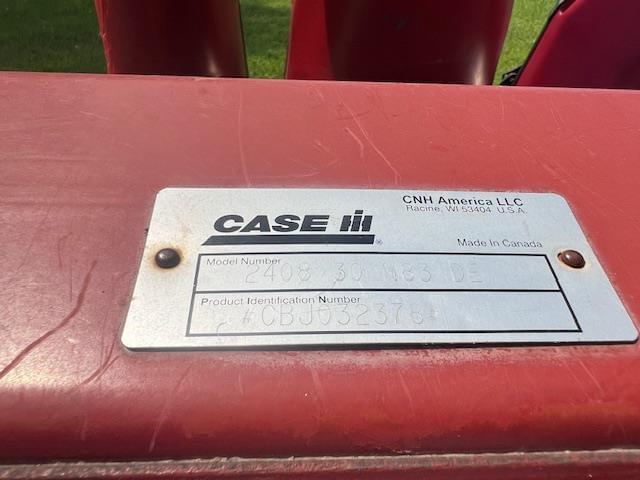 CNH America LLC
Racine, WI 53404 U.S.A.
CASE IH
®
Made in Canada
Model Number
2408 30 N83 DE
Product Identification Number
*CBJ032376*